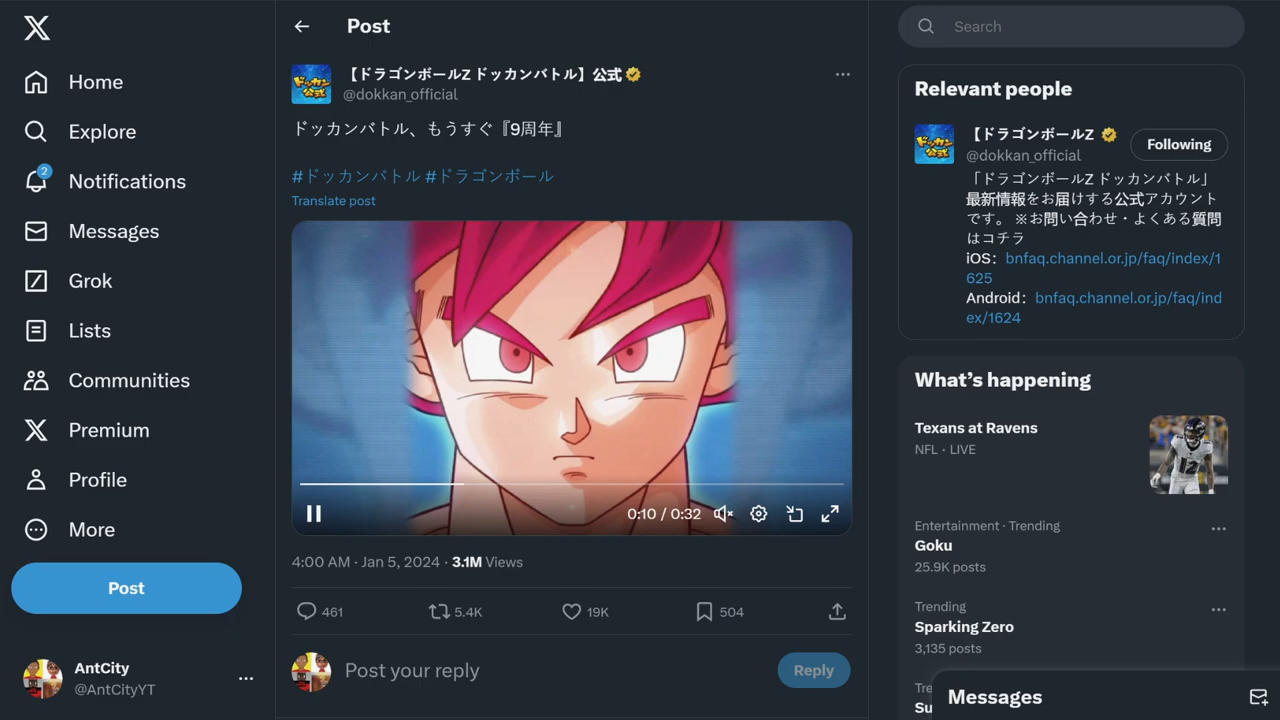 Home
Explore
2
Notifications
Messages
Grok
Lists
Communities
Premium
Profile
More
Post
AntCity
@AntCityYT
Post
【ドラゴンボールZ ドッカンバトル】公式
@dokkan_official
ドッカンバトル、もうすぐ『9周年』
#ドッカンバトル #ドラゴンボール
Translate post
0:10 / 0:32
4:00 AM · Jan 5, 2024 · 3.1M Views
461
5.4K
19K
504
Post your reply
Reply
Search
Relevant people
【ドラゴンボールZ
@dokkan_official
Following
「ドラゴンボールZ ドッカンバトル」
最新情報をお届けする公式アカウント
です。 ※お問い合わせ・よくある質問
はコチラ
iOS： bnfaq.channel.or.jp/faq/index/1
625
Android： bnfaq.channel.or.jp/faq/ind
ex/1624
What's happening
Texans at Ravens
NFL · LIVE
Entertainment · Trending
Goku
25.9K posts
Trending
Sparking Zero
3,135 posts
Messages